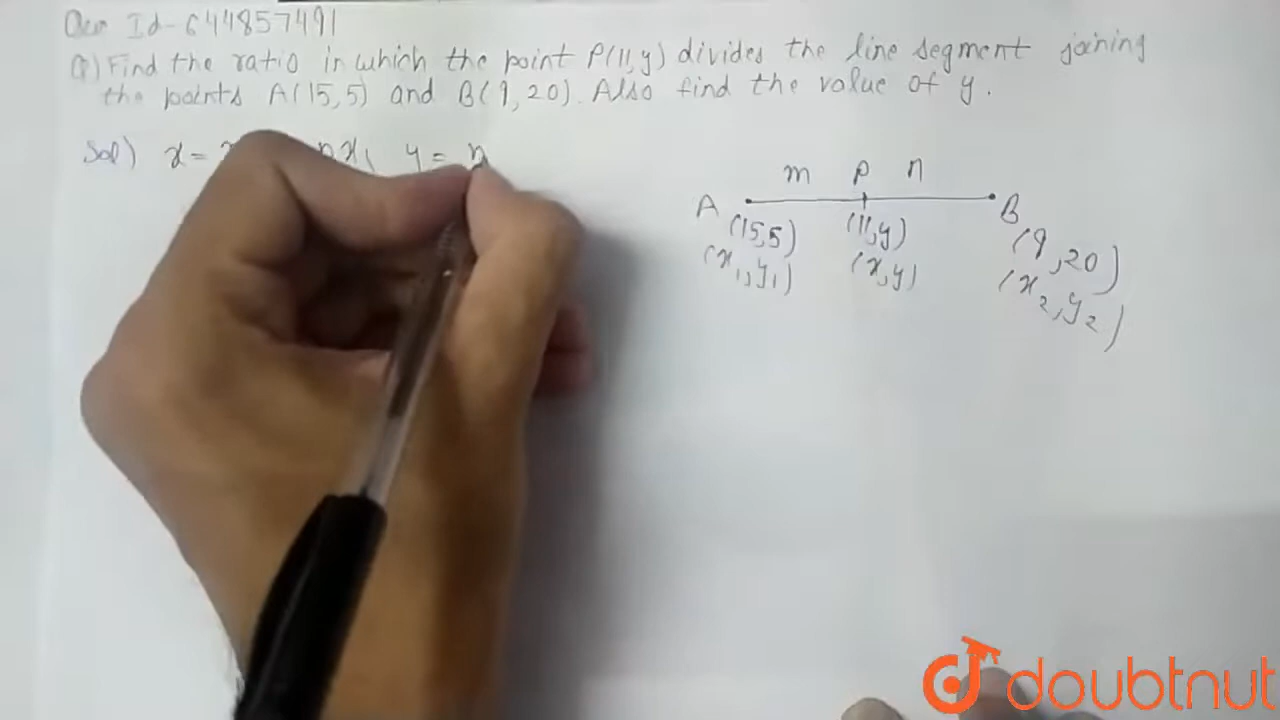 Que Id - 644857491
Q) Find the ratio in which the point P(11,y) divides the line segment joining
the points A(15,5) and B(9,20). Also find the value of y.
Sol) x = nx₁ y =
m P n
A B
(15,5) (11,y) (9,20)
(x₁,y₁) (x,y) (x₂,y₂)
doubtnut